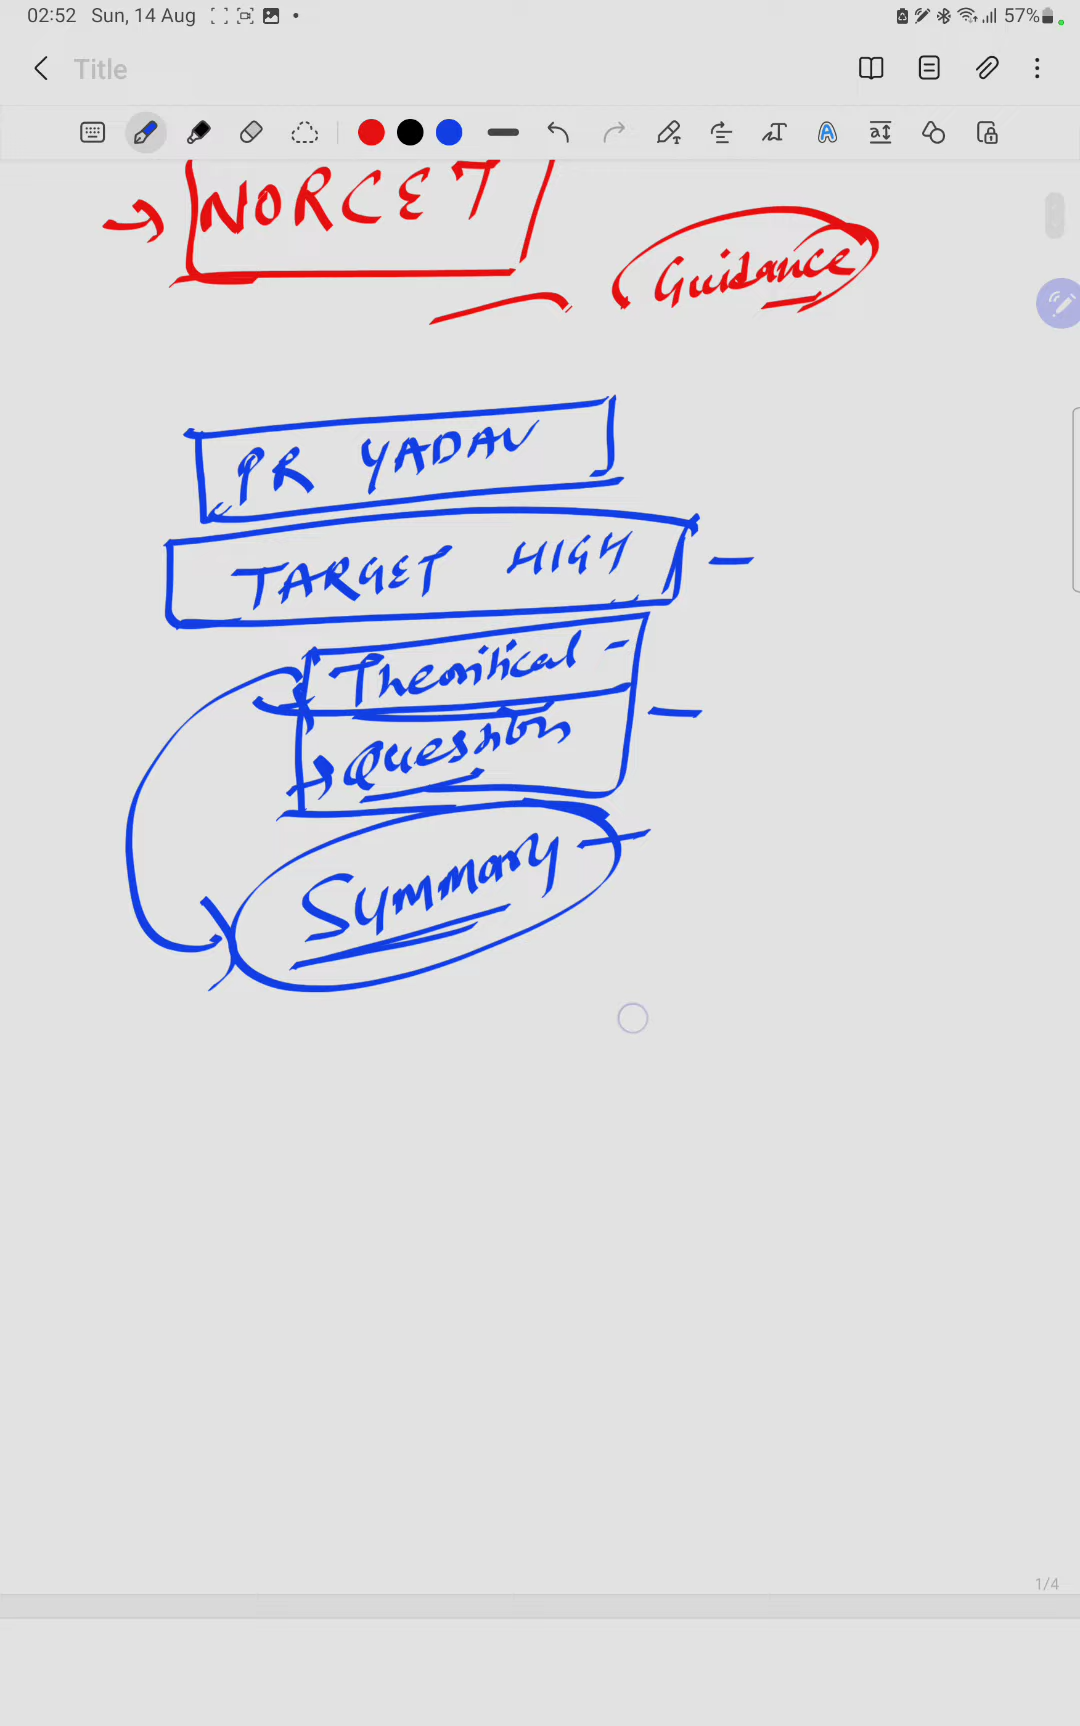 02:52 Sun, 14 Aug 57%
Title
→ NORCET
Guidance
PR YADAV
TARGET HIGH -
Theoritical -
→ Question -
Summary -
1/4